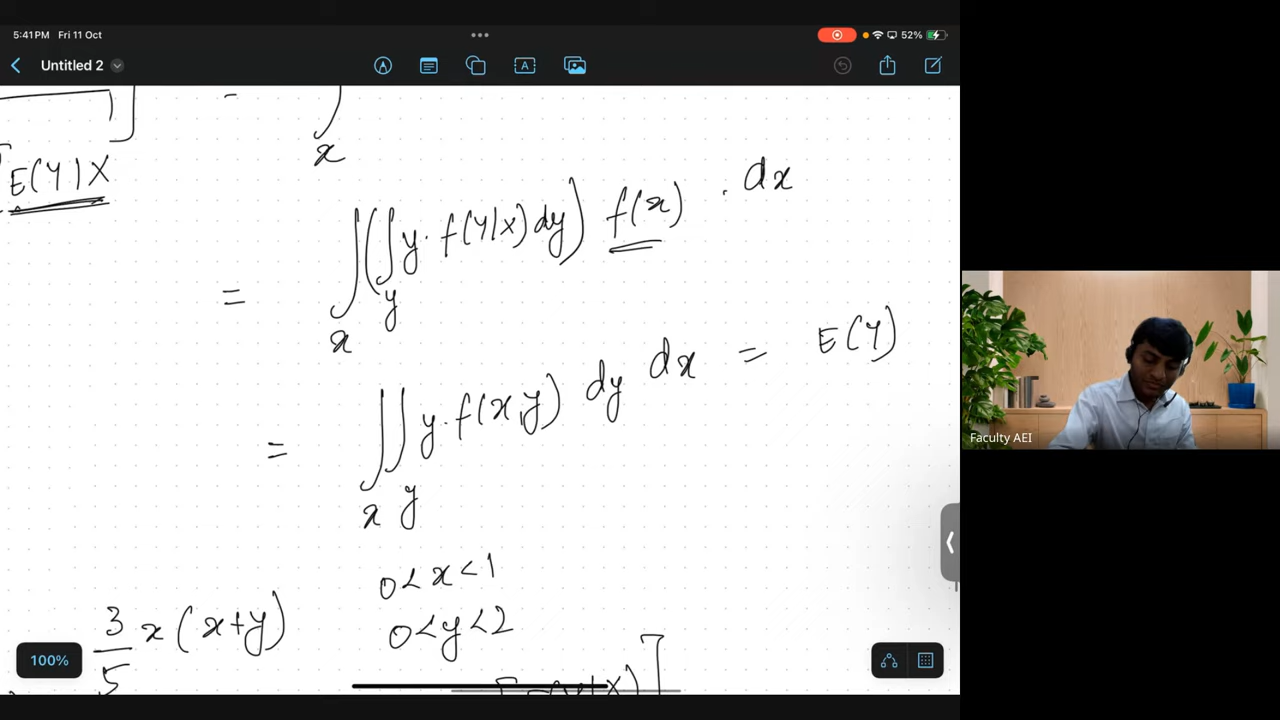 5:41 PM Fri 11 Oct
52%
Untitled 2
A
= ∫
x
E(Y|X
= ∫(∫ y. f(Y|X) dy) f(x) . dx
x y
= ∫∫ y. f(x,y) dy dx = E(Y)
x y
0 < x < 1
3/5 x (x+y) 0 < y < 2
100%
Faculty AEI